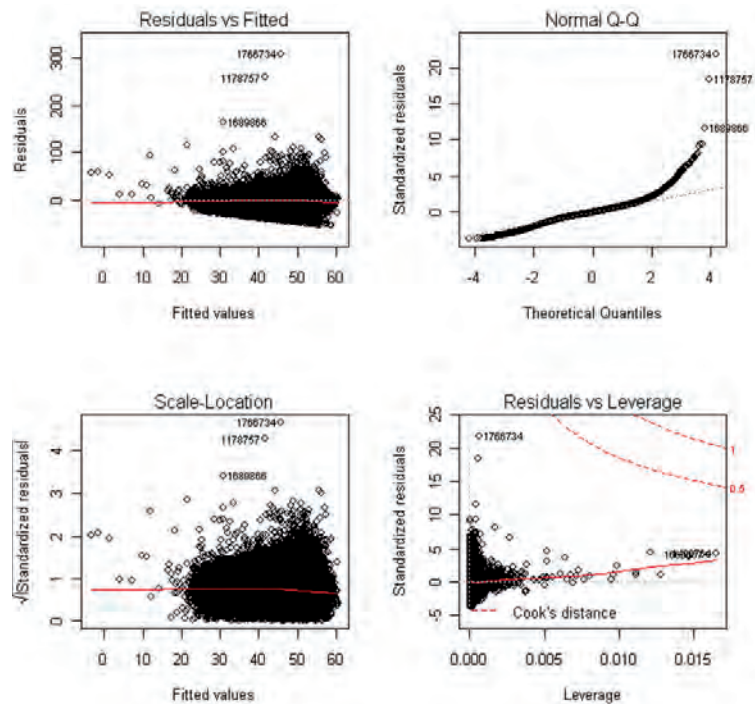 Residuals vs Fitted
Residuals
300
200
100
0
1766734
1178757
1689866
0 10 20 30 40 50 60
Fitted values
Normal Q-Q
Standardized residuals
20
15
10
5
0
1766734
1178757
1689866
-4 -2 0 2 4
Theoretical Quantiles
Scale-Location
√|Standardized residuals|
4
3
2
1
0
1766734
1178757
1689866
0 10 20 30 40 50 60
Fitted values
Residuals vs Leverage
Standardized residuals
25
20
15
10
5
0
-5
1766734
1
0.5
Cook's distance
0.000 0.005 0.010 0.015
Leverage